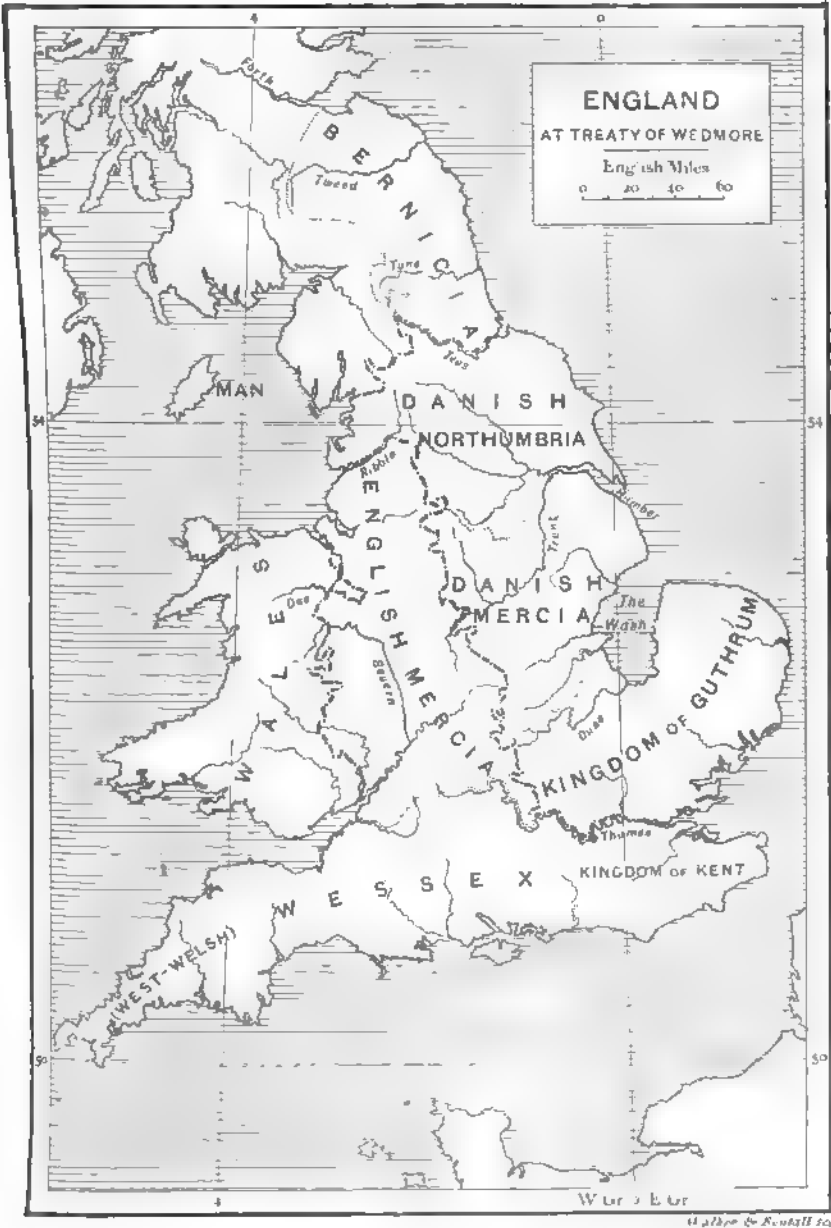 4
0
ENGLAND
AT TREATY OF WEDMORE
English Miles
0 20 40 60
Forth
BERNICIA
Tweed
Tyne
Tees
MAN
DANISH
NORTHUMBRIA
54
54
Ribble
Humber
ENGLISH MERCIA
Trent
DANISH
MERCIA
The
Wash
WALES
Dee
Severn
Ouse
KINGDOM OF GUTHRUM
Thames
KINGDOM OF KENT
WESSEX
(WEST-WELSH)
50
50
4